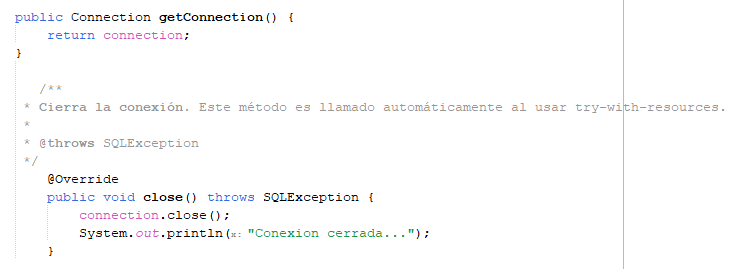 public Connection getConnection() {
    return connection;
}
/**
* Cierra la conexión. Este método es llamado automáticamente al usar try-with-resources.
*
* @throws SQLException
*/
@Override
public void close() throws SQLException {
    connection.close();
    System.out.println(x: "Conexion cerrada...");
}